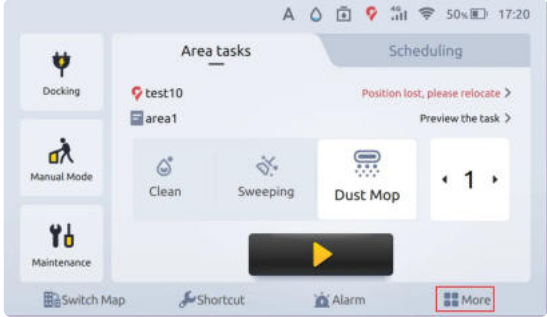 A 4G 50% 17:20
Area tasks Scheduling
Docking
test10 Position lost, please relocate >
area1 Preview the task >
Manual Mode
Clean Sweeping Dust Mop 1
Maintenance
Switch Map Shortcut Alarm More